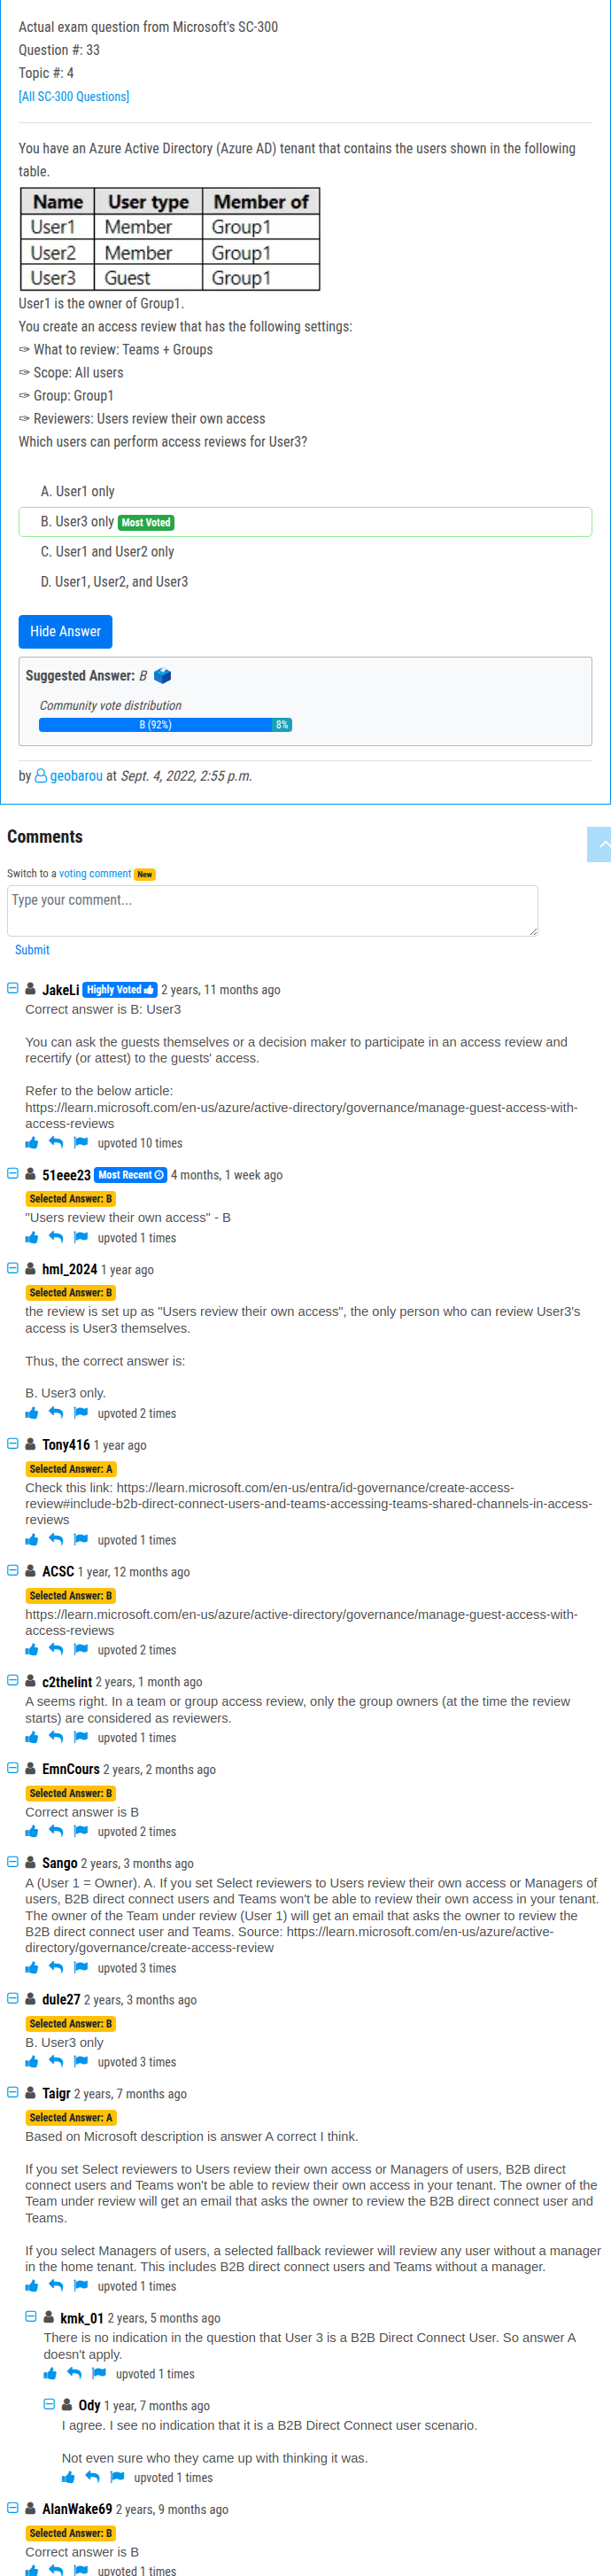 Actual exam question from Microsoft's SC-300
Question #: 33
Topic #: 4
[All SC-300 Questions]
You have an Azure Active Directory (Azure AD) tenant that contains the users shown in the following
table.
Name User type Member of
User1 Member Group1
User2 Member Group1
User3 Guest Group1
User1 is the owner of Group1.
You create an access review that has the following settings:
✑ What to review: Teams + Groups
✑ Scope: All users
✑ Group: Group1
✑ Reviewers: Users review their own access
Which users can perform access reviews for User3?
A. User1 only
B. User3 only Most Voted
C. User1 and User2 only
D. User1, User2, and User3
Hide Answer
Suggested Answer: B
Community vote distribution
B (92%) 8%
by geobarou at Sept. 4, 2022, 2:55 p.m.
Comments
Switch to a voting comment New
Type your comment...
Submit
JakeLi Highly Voted 2 years, 11 months ago
Correct answer is B: User3
You can ask the guests themselves or a decision maker to participate in an access review and
recertify (or attest) to the guests' access.
Refer to the below article:
https://learn.microsoft.com/en-us/azure/active-directory/governance/manage-guest-access-with-
access-reviews
upvoted 10 times
51eee23 Most Recent 4 months, 1 week ago
Selected Answer: B
"Users review their own access" - B
upvoted 1 times
hml_2024 1 year ago
Selected Answer: B
the review is set up as "Users review their own access", the only person who can review User3's
access is User3 themselves.
Thus, the correct answer is:
B. User3 only.
upvoted 2 times
Tony416 1 year ago
Selected Answer: A
Check this link: https://learn.microsoft.com/en-us/entra/id-governance/create-access-
review#include-b2b-direct-connect-users-and-teams-accessing-teams-shared-channels-in-access-
reviews
upvoted 1 times
ACSC 1 year, 12 months ago
Selected Answer: B
https://learn.microsoft.com/en-us/azure/active-directory/governance/manage-guest-access-with-
access-reviews
upvoted 2 times
c2thelint 2 years, 1 month ago
A seems right. In a team or group access review, only the group owners (at the time the review
starts) are considered as reviewers.
upvoted 1 times
EmnCours 2 years, 2 months ago
Selected Answer: B
Correct answer is B
upvoted 2 times
Sango 2 years, 3 months ago
A (User 1 = Owner). A. If you set Select reviewers to Users review their own access or Managers of
users, B2B direct connect users and Teams won't be able to review their own access in your tenant.
The owner of the Team under review (User 1) will get an email that asks the owner to review the
B2B direct connect user and Teams. Source: https://learn.microsoft.com/en-us/azure/active-
directory/governance/create-access-review
upvoted 3 times
dule27 2 years, 3 months ago
Selected Answer: B
B. User3 only
upvoted 3 times
Taigr 2 years, 7 months ago
Selected Answer: A
Based on Microsoft description is answer A correct I think.
If you set Select reviewers to Users review their own access or Managers of users, B2B direct
connect users and Teams won't be able to review their own access in your tenant. The owner of the
Team under review will get an email that asks the owner to review the B2B direct connect user and
Teams.
If you select Managers of users, a selected fallback reviewer will review any user without a manager
in the home tenant. This includes B2B direct connect users and Teams without a manager.
upvoted 1 times
kmk_01 2 years, 5 months ago
There is no indication in the question that User 3 is a B2B Direct Connect User. So answer A
doesn't apply.
upvoted 1 times
Ody 1 year, 7 months ago
I agree. I see no indication that it is a B2B Direct Connect user scenario.
Not even sure who they came up with thinking it was.
upvoted 1 times
AlanWake69 2 years, 9 months ago
Selected Answer: B
Correct answer is B
upvoted 1 times